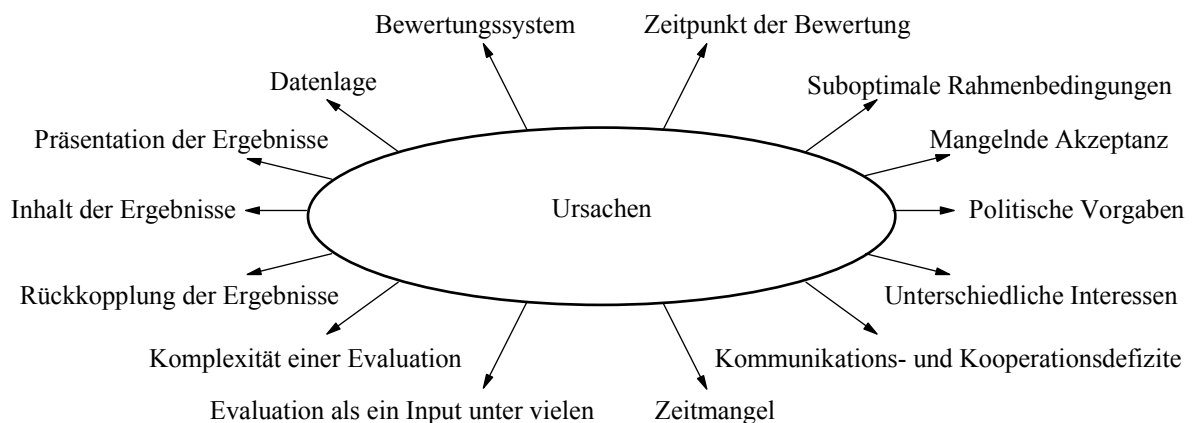 Bewertungssystem
Zeitpunkt der Bewertung
Datenlage
Suboptimale Rahmenbedingungen
Präsentation der Ergebnisse
Mangelnde Akzeptanz
Inhalt der Ergebnisse
Ursachen
Politische Vorgaben
Rückkopplung der Ergebnisse
Unterschiedliche Interessen
Komplexität einer Evaluation
Kommunikations- und Kooperationsdefizite
Evaluation als ein Input unter vielen
Zeitmangel